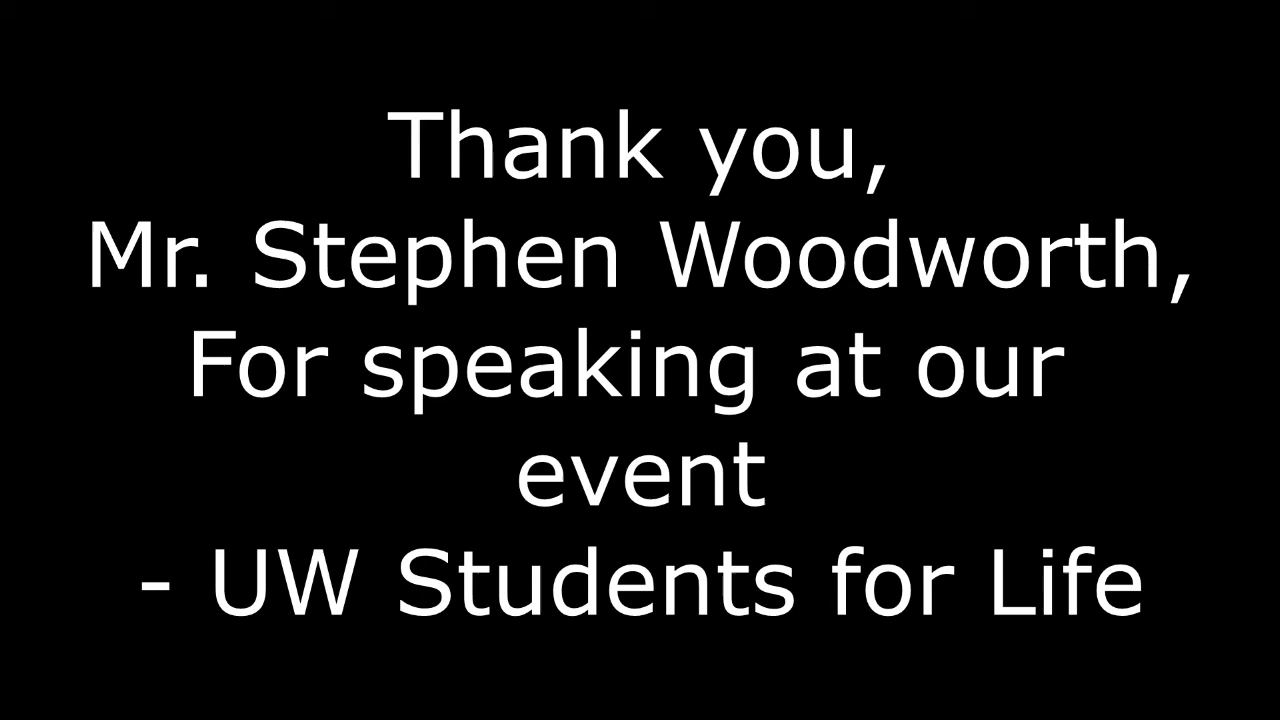 Thank you,
Mr. Stephen Woodworth,
For speaking at our
event
- UW Students for Life